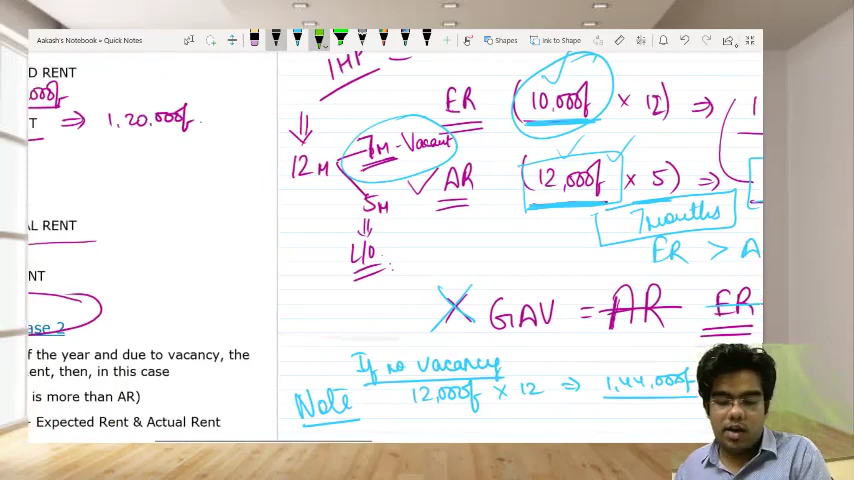 Aakash's Notebook » Quick Notes
Shapes
Ink to Shape
D RENT
000/-
T ⇒ 1,20,000/-
AL RENT
NT
ase 2
f the year and due to vacancy, the
ent, then, in this case
is more than AR)
- Expected Rent & Actual Rent
IHP
ER (10,000/- × 12) ⇒ 1
12M
7M - Vacant
AR (12,000/- × 5) ⇒
5M
7 months
L/O
ER > A
X GAV = AR ER
If no vacancy
Note 12,000/- × 12 ⇒ 1,44,000/-